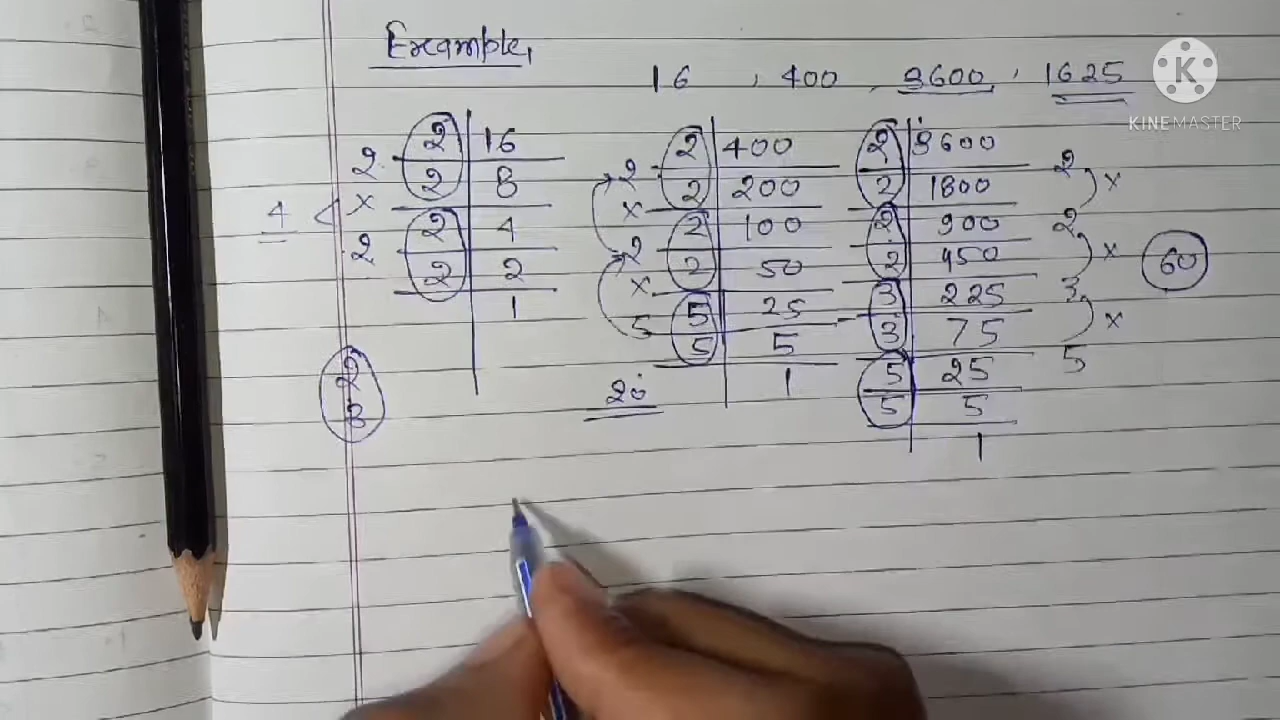 Example,
16 , 400 , 3600 , 1625
K
KINEMASTER
2 | 16
2 | 8
2 | 4
2 | 2
1
2
x
2
4
2 | 400
2 | 200
2 | 100
2 | 50
5 | 25
5 | 5
1
2
x
2
x
5
20
2 | 3600
2 | 1800
2 | 900
2 | 450
3 | 225
3 | 75
5 | 25
5 | 5
1
2
x
2
x
3
x
5
60
2
2
3